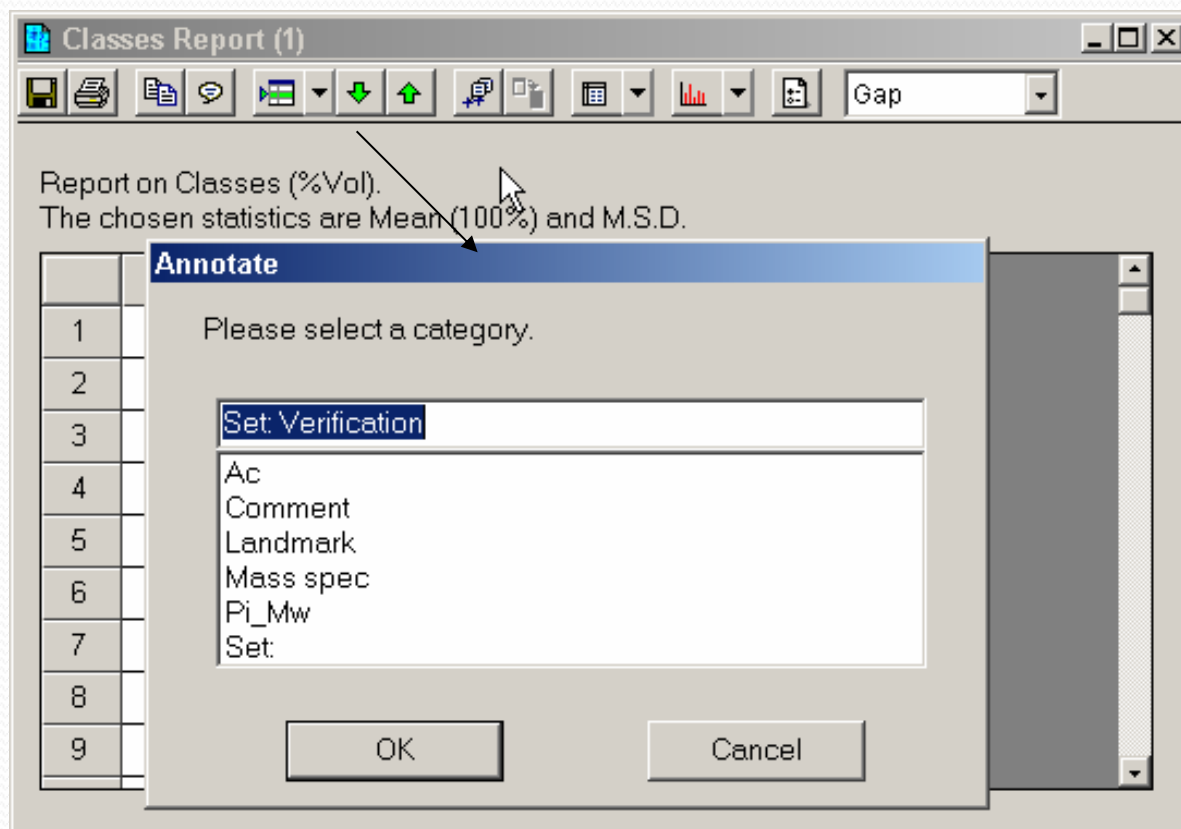 Classes Report (1)
Gap
Report on Classes (%Vol).
The chosen statistics are Mean (100%) and M.S.D.
Annotate
Please select a category.
Set: Verification
Ac
Comment
Landmark
Mass spec
Pi_Mw
Set:
OK
Cancel
1
2
3
4
5
6
7
8
9